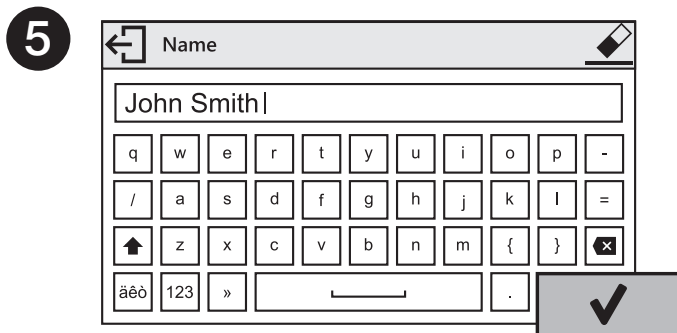 5
Name
John Smith
q w e r t y u i o p -
/ a s d f g h j k l =
z x c v b n m { }
äêò 123 » .